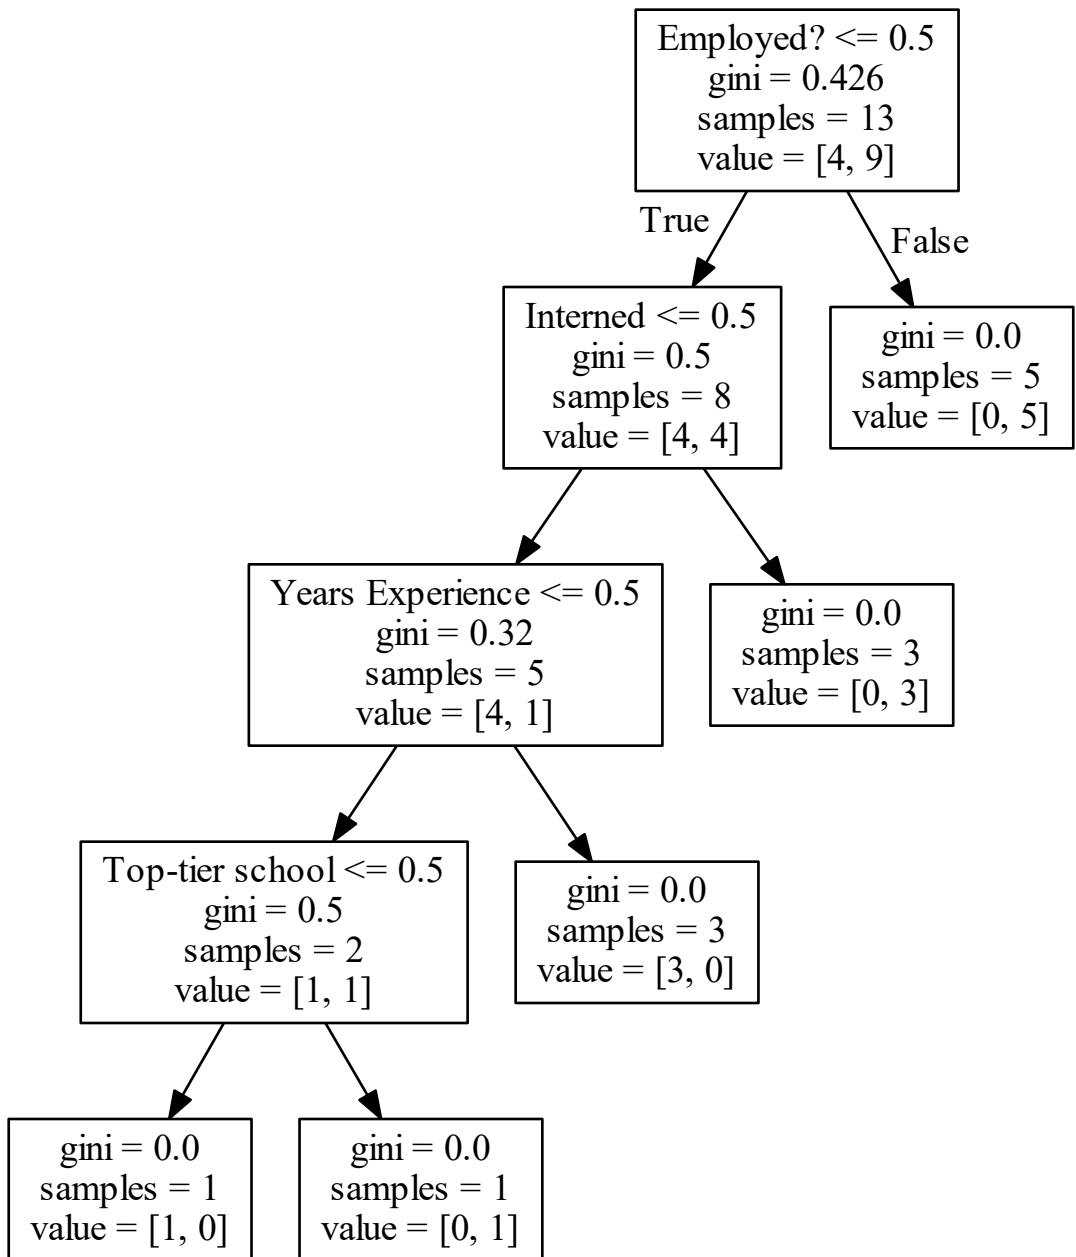 Employed? <= 0.5
gini = 0.426
samples = 13
value = [4, 9]
True
False
Interned <= 0.5
gini = 0.5
samples = 8
value = [4, 4]
gini = 0.0
samples = 5
value = [0, 5]
Years Experience <= 0.5
gini = 0.32
samples = 5
value = [4, 1]
gini = 0.0
samples = 3
value = [0, 3]
Top-tier school <= 0.5
gini = 0.5
samples = 2
value = [1, 1]
gini = 0.0
samples = 3
value = [3, 0]
gini = 0.0
samples = 1
value = [1, 0]
gini = 0.0
samples = 1
value = [0, 1]